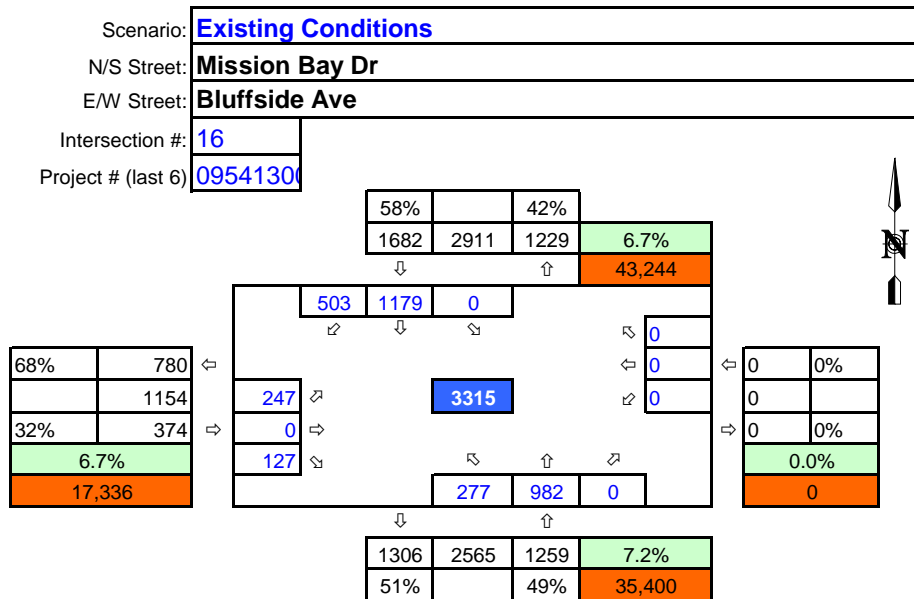 Scenario: Existing Conditions
N/S Street: Mission Bay Dr
E/W Street: Bluffside Ave
Intersection #: 16
Project # (last 6) 09541300
N
58% 42%
1682 2911 1229 6.7%
⇩ ⇧ 43,244
503 1179 0
⬃ ⇩ ⬂
⬁ 0
68% 780 ⇦ ⇦ 0 ⇦ 0 0%
1154 247 ⬀ 3315 ⬃ 0 0
32% 374 ⇨ 0 ⇨ ⇨ 0 0%
6.7% 127 ⬂ ⬁ ⇧ ⬀ 0.0%
17,336 277 982 0 0
⇩ ⇧
1306 2565 1259 7.2%
51% 49% 35,400